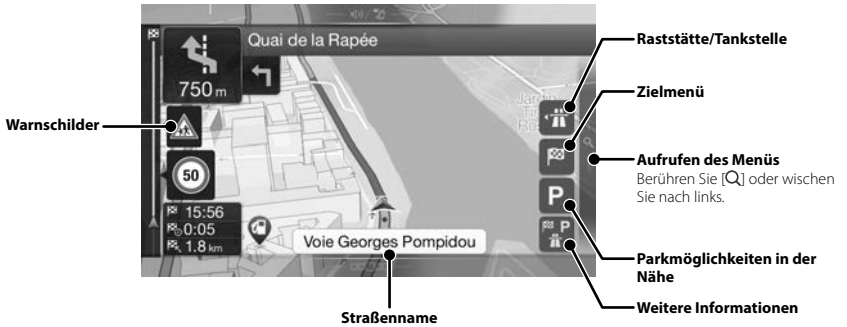 Quai de la Rapée
750 m
50
15:56
0:05
1.8 km
Voie Georges Pompidou
P
P
Warnschilder
Straßenname
Raststätte/Tankstelle
Zielmenü
Aufrufen des Menüs
Berühren Sie [ ] oder wischen
Sie nach links.
Parkmöglichkeiten in der
Nähe
Weitere Informationen